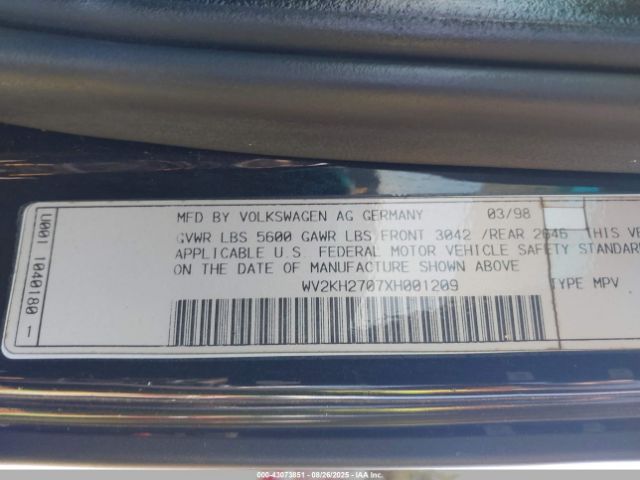 MFD BY VOLKSWAGEN AG GERMANY 03/98
GVWR LBS 5600 GAWR LBS FRONT 3042 /REAR 2646 THIS VE
APPLICABLE U.S. FEDERAL MOTOR VEHICLE SAFETY STANDARD
ON THE DATE OF MANUFACTURE SHOWN ABOVE
WV2KH2707XH001209 TYPE MPV
U001 1040180 1
000-43073851 - 08/26/2025 - IAA Inc.